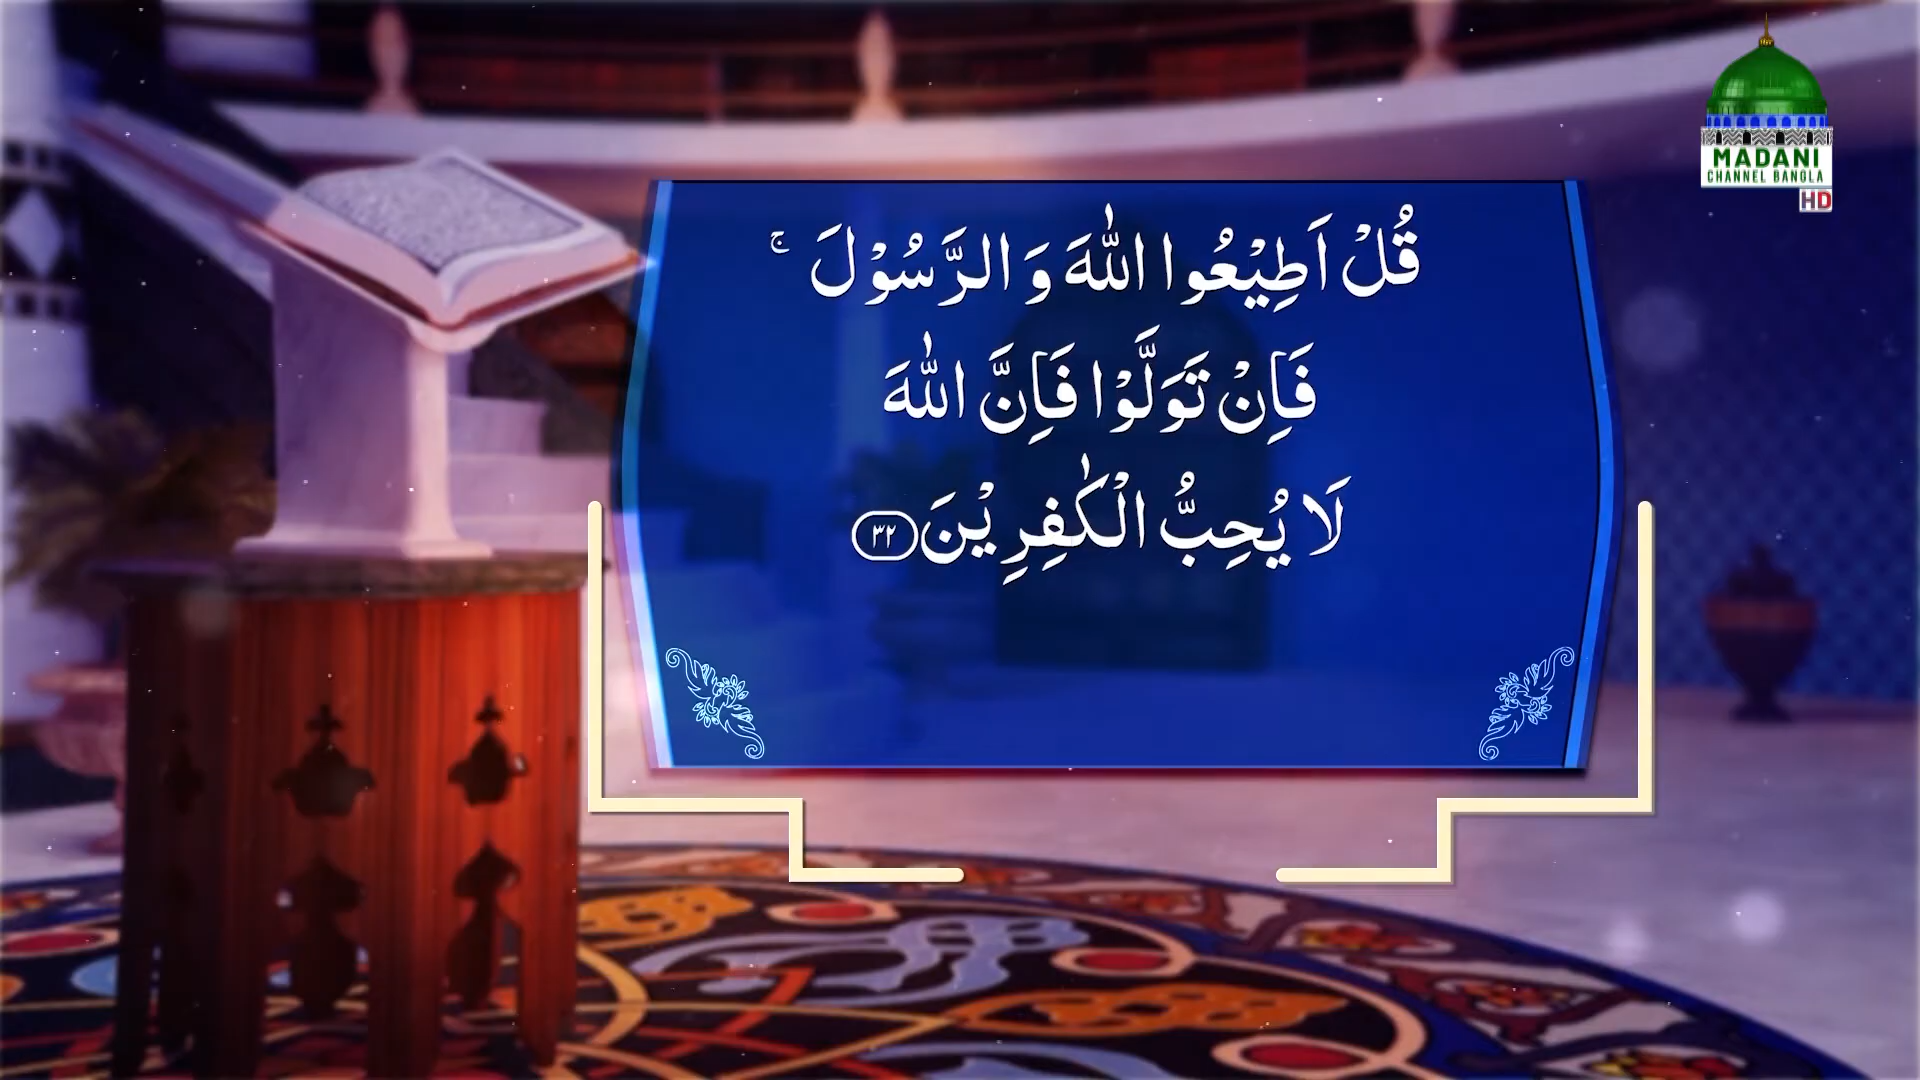 قُلْ اَطِیْعُوا اللّٰهَ وَ الرَّسُوْلَ ۚ
فَاِنْ تَوَلَّوْا فَاِنَّ اللّٰهَ
لَا یُحِبُّ الْكٰفِرِیْنَ ﴿۳۲﴾
MADANI
CHANNEL BANGLA
HD